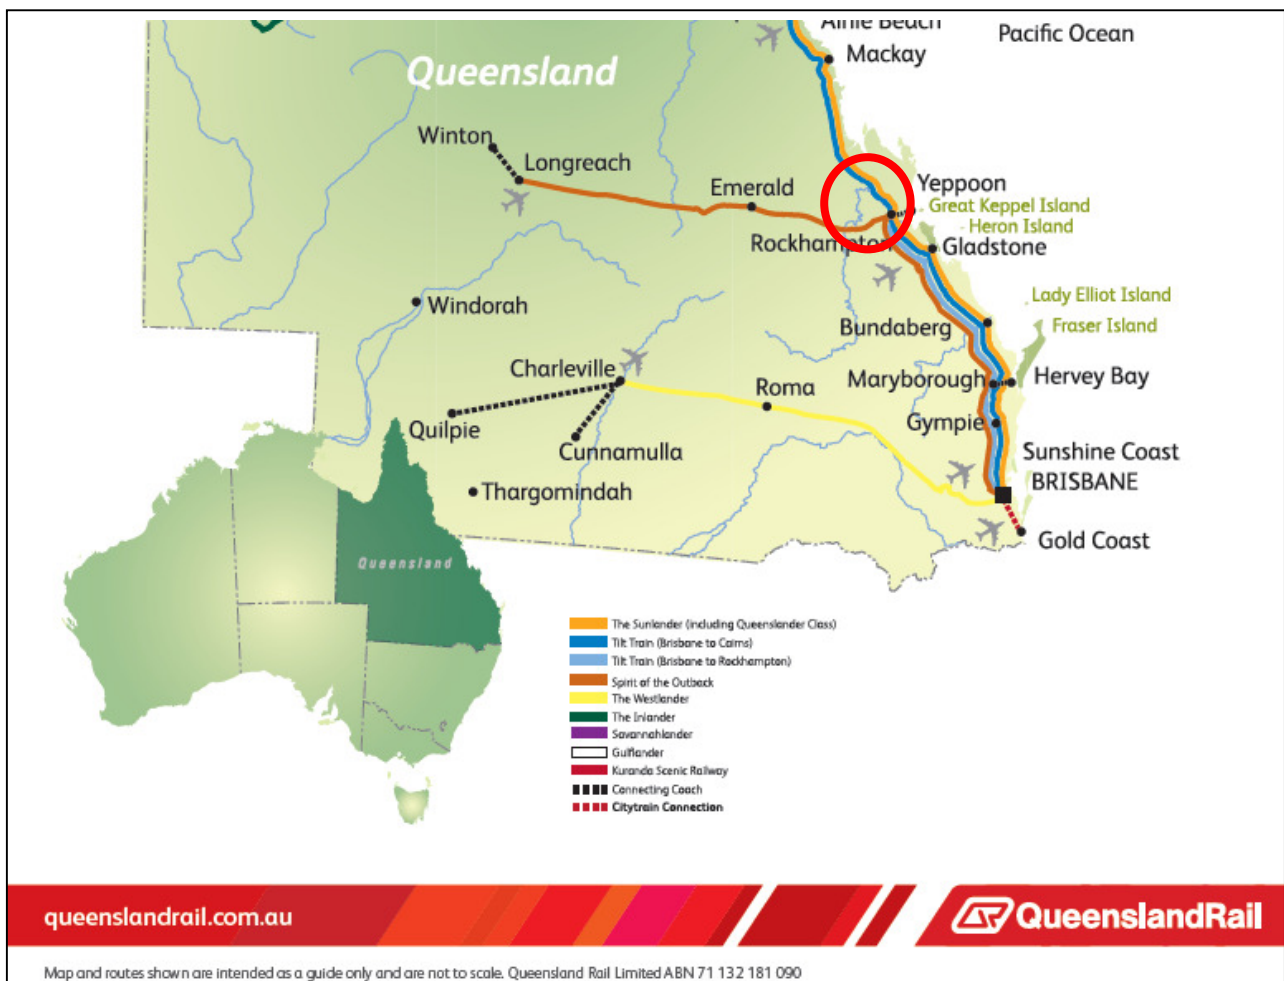 Airlie Beach
Pacific Ocean
Mackay
Queensland
Winton
Longreach
Emerald
Yeppoon
Great Keppel Island
Heron Island
Rockhampton
Gladstone
Lady Elliot Island
Windorah
Bundaberg
Fraser Island
Charleville
Roma
Maryborough
Hervey Bay
Quilpie
Gympie
Cunnamulla
Sunshine Coast
BRISBANE
Thargomindah
Gold Coast
Queensland
The Sunlander (including Queenslander Class)
Tilt Train (Brisbane to Cairns)
Tilt Train (Brisbane to Rockhampton)
Spirit of the Outback
The Westlander
The Inlander
Savannahlander
Gulflander
Kuranda Scenic Railway
Connecting Coach
Citytrain Connection
queenslandrail.com.au
QueenslandRail
Map and routes shown are intended as a guide only and are not to scale. Queensland Rail Limited ABN 71 132 181 090